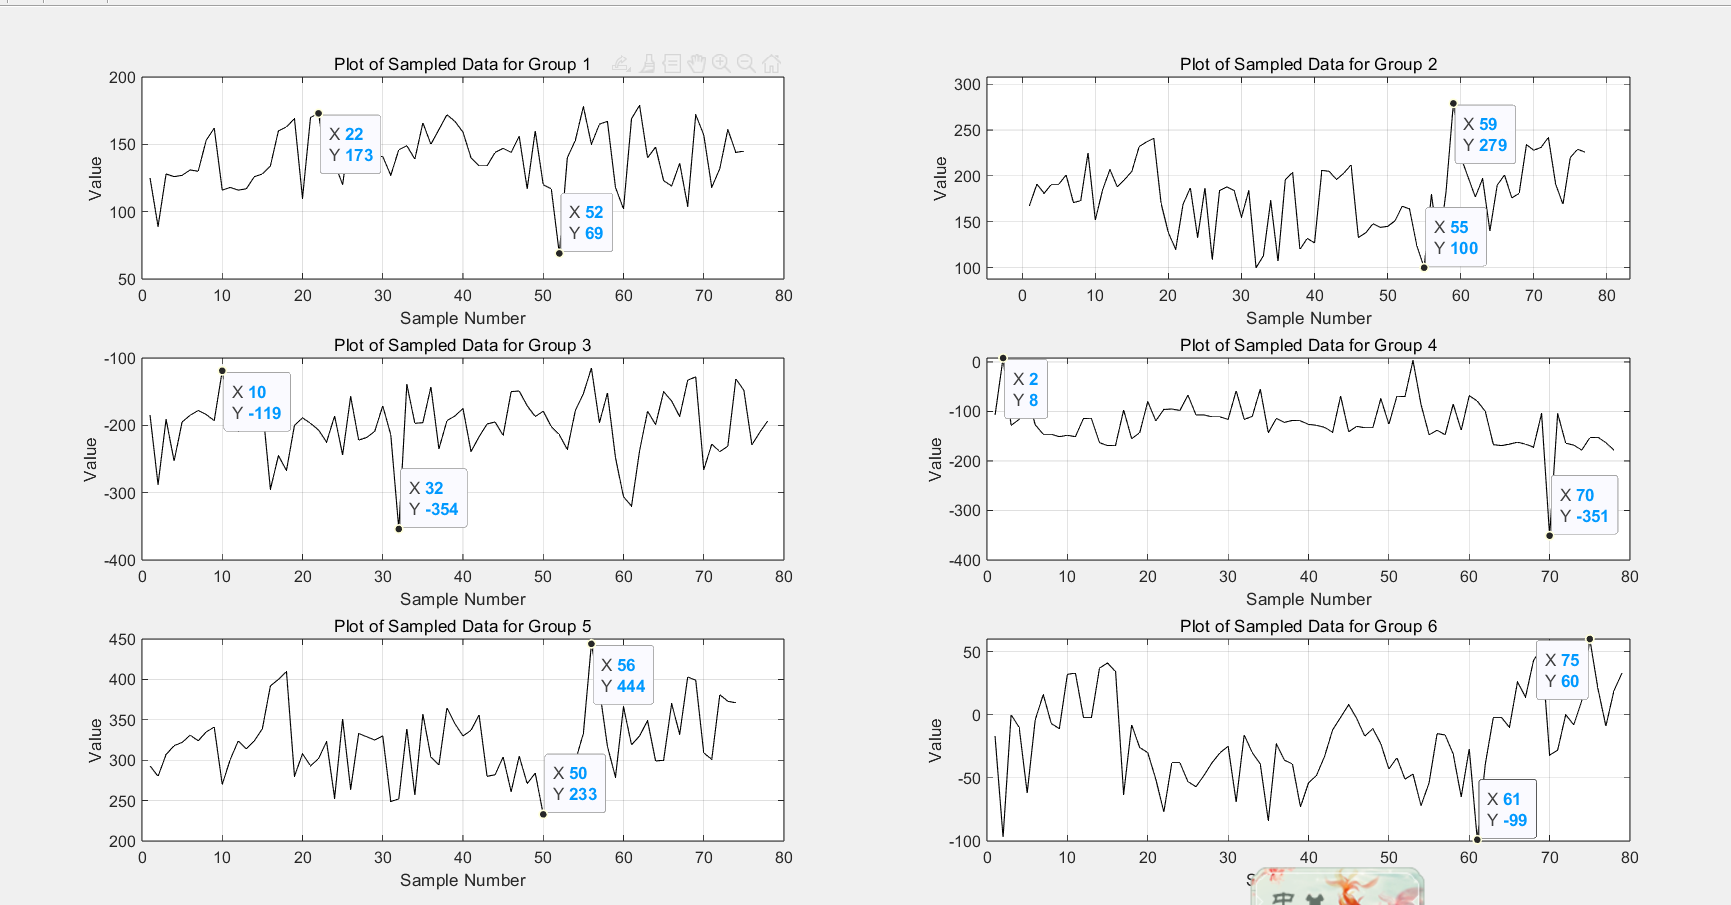 Plot of Sampled Data for Group 1
200
150
100
50
Value
X 22
Y 173
X 52
Y 69
0 10 20 30 40 50 60 70 80
Sample Number
Plot of Sampled Data for Group 2
300
250
200
150
100
Value
X 59
Y 279
X 55
Y 100
0 10 20 30 40 50 60 70 80
Sample Number
Plot of Sampled Data for Group 3
-100
-200
-300
-400
Value
X 10
Y -119
X 32
Y -354
0 10 20 30 40 50 60 70 80
Sample Number
Plot of Sampled Data for Group 4
0
-100
-200
-300
-400
Value
X 2
Y 8
X 70
Y -351
0 10 20 30 40 50 60 70 80
Sample Number
Plot of Sampled Data for Group 5
450
400
350
300
250
200
Value
X 56
Y 444
X 50
Y 233
0 10 20 30 40 50 60 70 80
Sample Number
Plot of Sampled Data for Group 6
50
0
-50
-100
Value
X 75
Y 60
X 61
Y -99
0 10 20 30 40 50 60 70 80